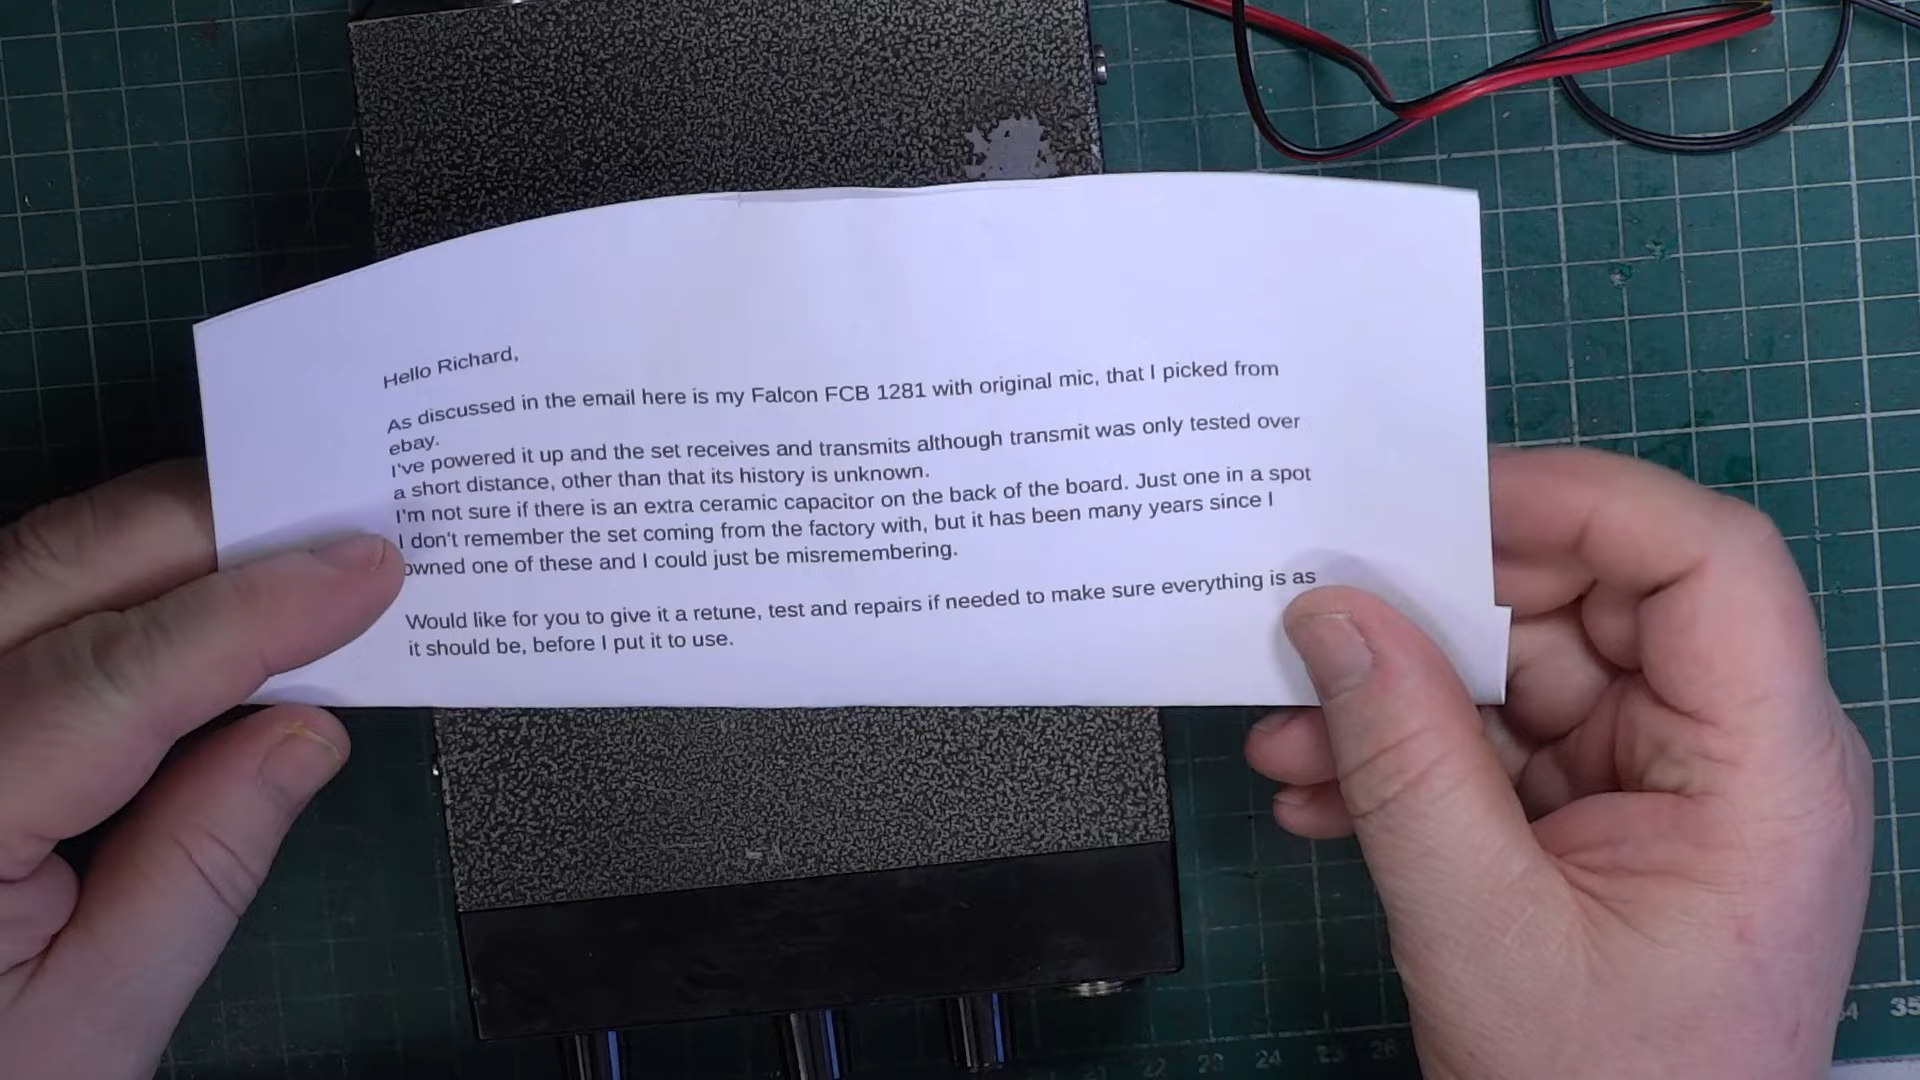 Hello Richard,
As discussed in the email here is my Falcon FCB 1281 with original mic, that I picked from
ebay.
I've powered it up and the set receives and transmits although transmit was only tested over
a short distance, other than that its history is unknown.
I'm not sure if there is an extra ceramic capacitor on the back of the board. Just one in a spot
I don't remember the set coming from the factory with, but it has been many years since I
owned one of these and I could just be misremembering.
Would like for you to give it a retune, test and repairs if needed to make sure everything is as
it should be, before I put it to use.
22 23 24 25 26
35